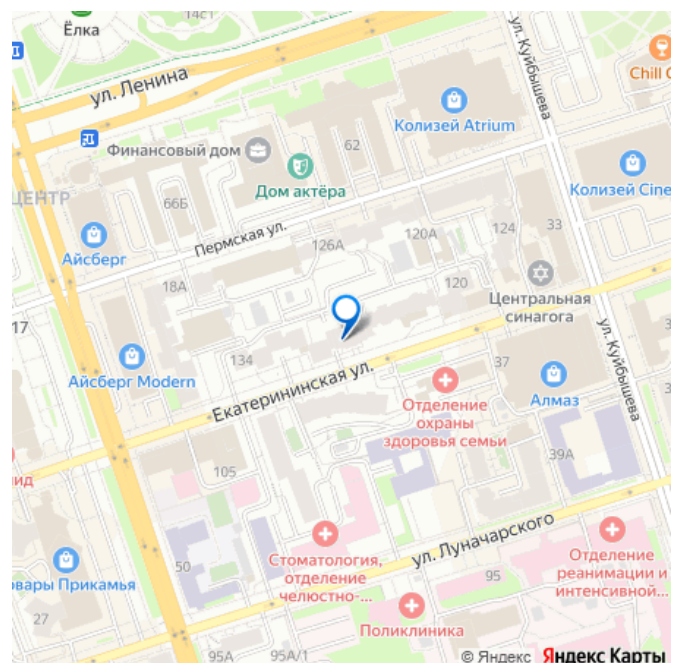 14с1
Ёлка
ул. Ленина
ул. Куйбышева
Chill
Колизей Atrium
Финансовый дом
62
Дом актёра
Колизей Cine
ЦЕНТР
66Б
Пермская ул.
126А
120А
124
33
Айсберг
18А
120
Центральная
синагога
17
134
Айсберг Modern
Екатерининская ул.
37
ул. Куйбышева
Алмаз
Отделение
охраны
здоровья семьи
105
39А
ул. Луначарского
Стоматология,
отделение
челюстно-...
50
Отделение
реанимации и
интенсивной...
95
овары Прикамья
27
Поликлиника
95А
95А/1
© Яндекс Яндекс Карты